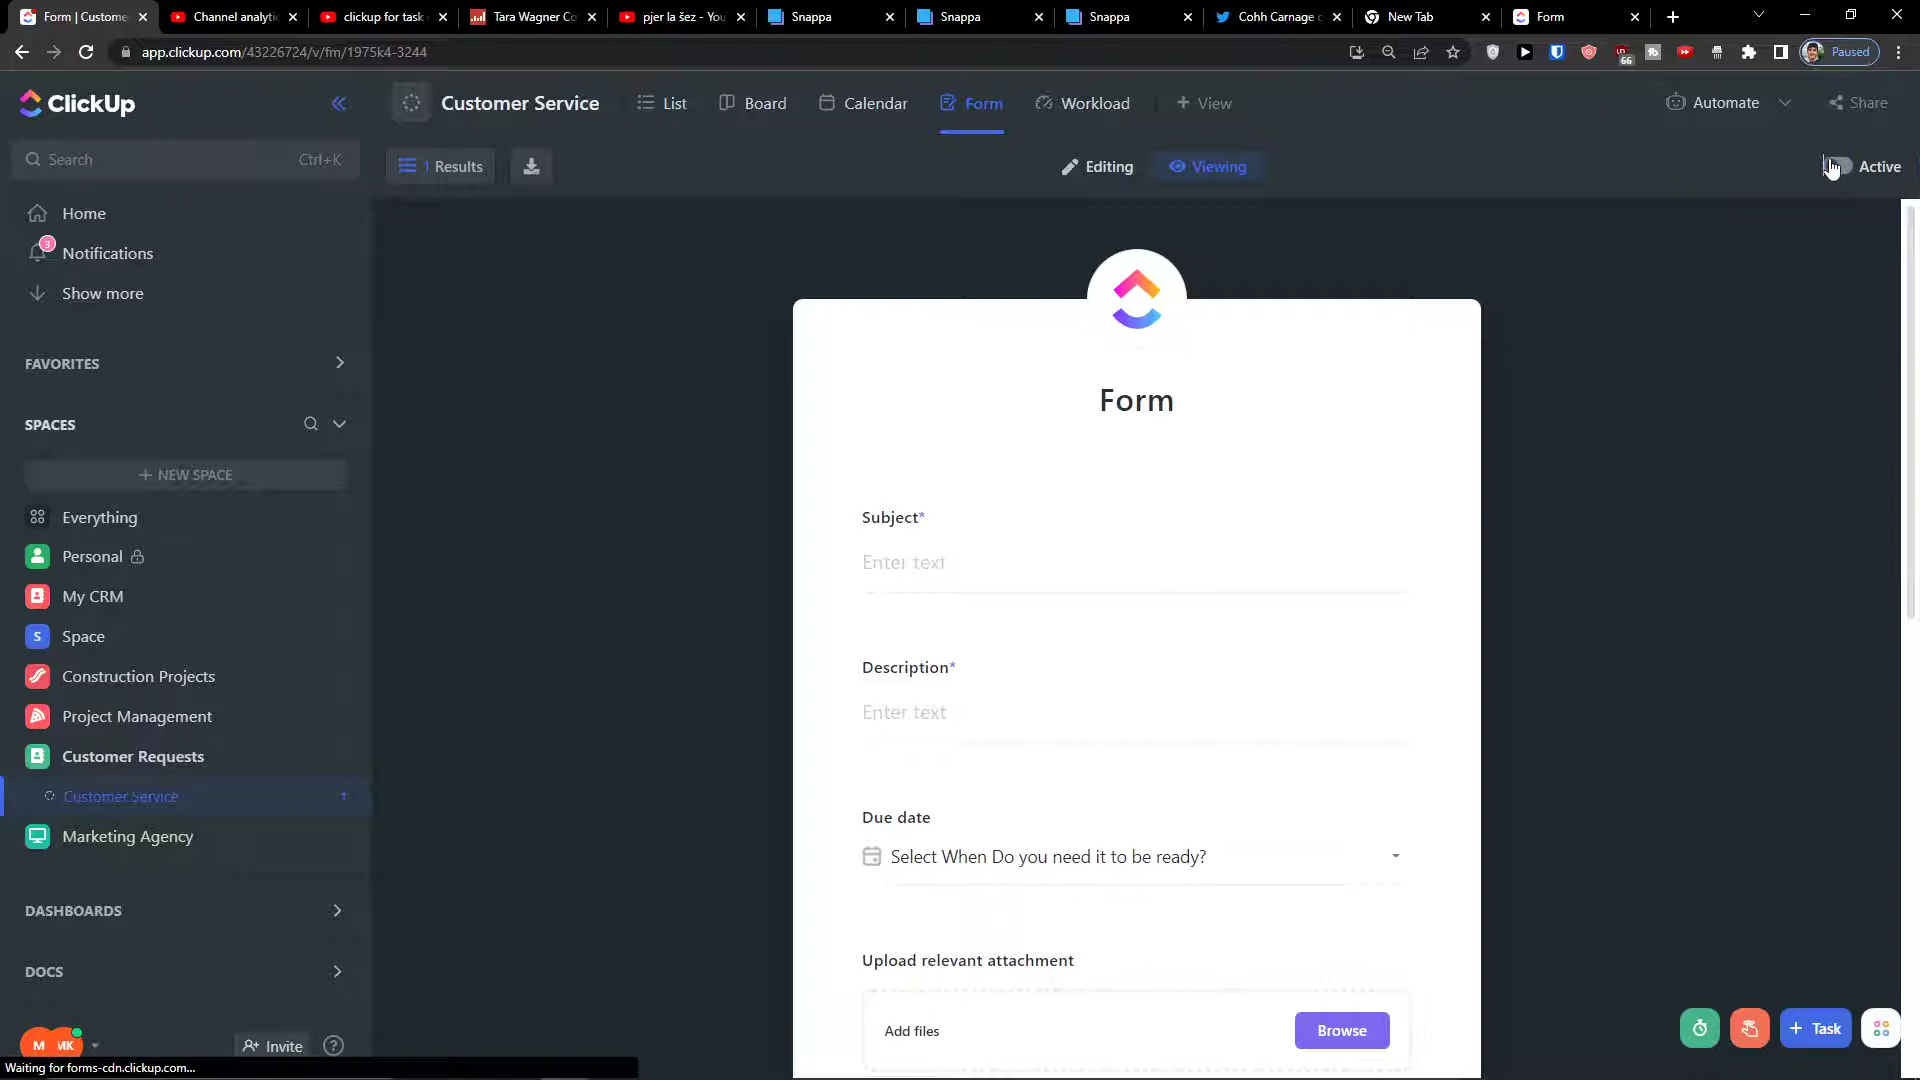 Form | Custome
Channel analytic
clickup for task
Tara Wagner Co
pjer la šez - You
Snappa
Snappa
Snappa
Cohh Carnage c
New Tab
Form
app.clickup.com/43226724/v/fm/1975k4-3244
66
Paused
ClickUp
Customer Service
List
Board
Calendar
Form
Workload
+ View
Automate
Share
Search
Ctrl+K
1 Results
Editing
Viewing
Active
Home
3
Notifications
Show more
FAVORITES
SPACES
+ NEW SPACE
Everything
Personal
My CRM
S
Space
Construction Projects
Project Management
Customer Requests
Customer Service
1
Marketing Agency
DASHBOARDS
DOCS
M
MK
Invite
?
Waiting for forms-cdn.clickup.com...
Form
Subject*
Enter text
Description*
Enter text
Due date
Select When Do you need it to be ready?
Upload relevant attachment
Add files
Browse
+ Task